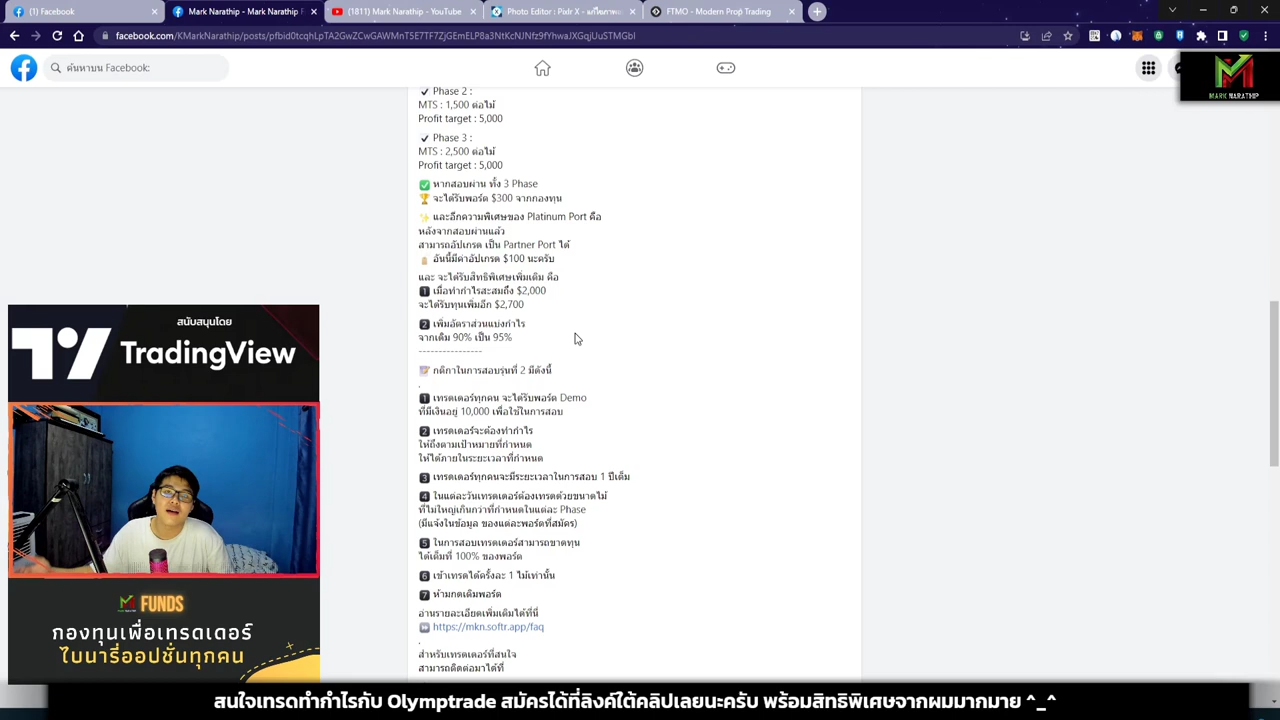 (1) Facebook
Mark Narathip - Mark Narathip F
(1811) Mark Narathip - YouTube
Photo Editor : Pixlr X - แก้ไขภาพแ
FTMO - Modern Prop Trading
facebook.com/KMarkNarathip/posts/
ค้นหาบน Facebook:
MARK NARATHIP
Phase 2 :
MTS : 1,500 ต่อไม้
Profit target : 5,000
Phase 3 :
MTS : 2,500 ต่อไม้
Profit target : 5,000
✅ หากสอบผ่าน ทั้ง 3 Phase
🏆 จะได้รับพอร์ต $300 จากกองทุน
✨ และอีกความพิเศษของ Platinum Port คือ
หลังจากสอบผ่านแล้ว
สามารถอัปเกรด เป็น Partner Port ได้
อันนี้มีค่าอัปเกรด $100 นะครับ
และ จะได้รับสิทธิพิเศษเพิ่มเติม คือ
1 เมื่อทำกำไรสะสมถึง $2,000
จะได้รับทุนเพิ่มอีก $2,700
2 เพิ่มอัตราส่วนแบ่งกำไร
จากเดิม 90% เป็น 95%
----------------
📝 กติกาในการสอบรุ่นที่ 2 มีดังนี้
.
1 เทรดเดอร์ทุกคน จะได้รับพอร์ต Demo
ที่มีเงินอยู่ 10,000 เพื่อใช้ในการสอบ
2 เทรดเดอร์จะต้องทำกำไร
ให้ถึงตามเป้าหมายที่กำหนด
ให้ได้ภายในระยะเวลาที่กำหนด
3 เทรดเดอร์ทุกคนจะมีระยะเวลาในการสอบ 1 ปีเต็ม
4 ในแต่ละวันเทรดเดอร์ต้องเทรดด้วยขนาดไม้
ที่ไม่ใหญ่เกินกว่าที่กำหนดในแต่ละ Phase
(มีแจ้งในข้อมูล ของแต่ละพอร์ตที่สมัคร)
5 ในการสอบเทรดเดอร์สามารถขาดทุน
ได้เต็มที่ 100% ของพอร์ต
6 เข้าเทรดได้ครั้งละ 1 ไม้เท่านั้น
7 ห้ามกดเติมพอร์ต
อ่านรายละเอียดเพิ่มเติมได้ที่นี่
https://mkn.softr.app/faq
.
สำหรับเทรดเดอร์ที่สนใจ
สามารถติดต่อมาได้ที่
สนับสนุนโดย
TradingView
FUNDS
กองทุนเพื่อเทรดเดอร์
ไบนารี่ออปชั่นทุกคน
สนใจเทรดทำกำไรกับ Olymptrade สมัครได้ที่ลิงค์ใต้คลิปเลยนะครับ พร้อมสิทธิพิเศษจากผมมากมาย ^_^